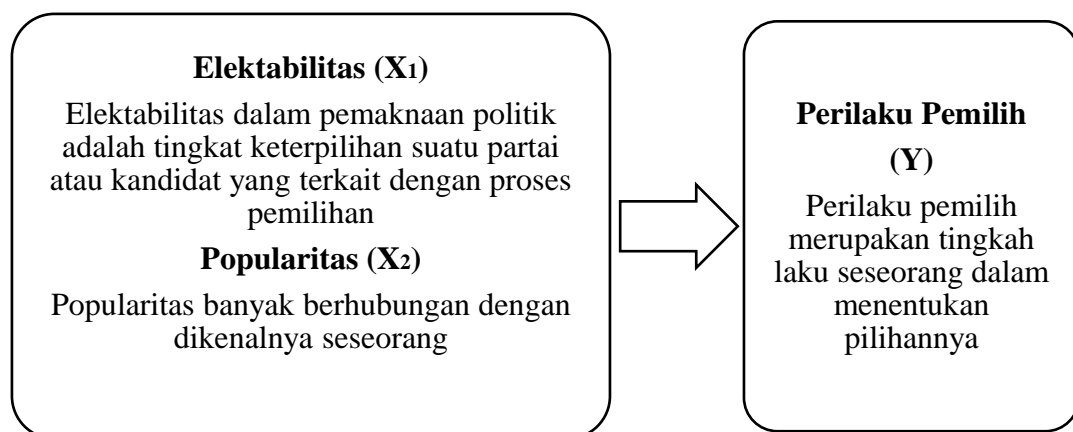 Elektabilitas (X1)
Elektabilitas dalam pemaknaan politik
adalah tingkat keterpilihan suatu partai
atau kandidat yang terkait dengan proses
pemilihan
Popularitas (X2)
Popularitas banyak berhubungan dengan
dikenalnya seseorang
Perilaku Pemilih
(Y)
Perilaku pemilih
merupakan tingkah
laku seseorang dalam
menentukan
pilihannya